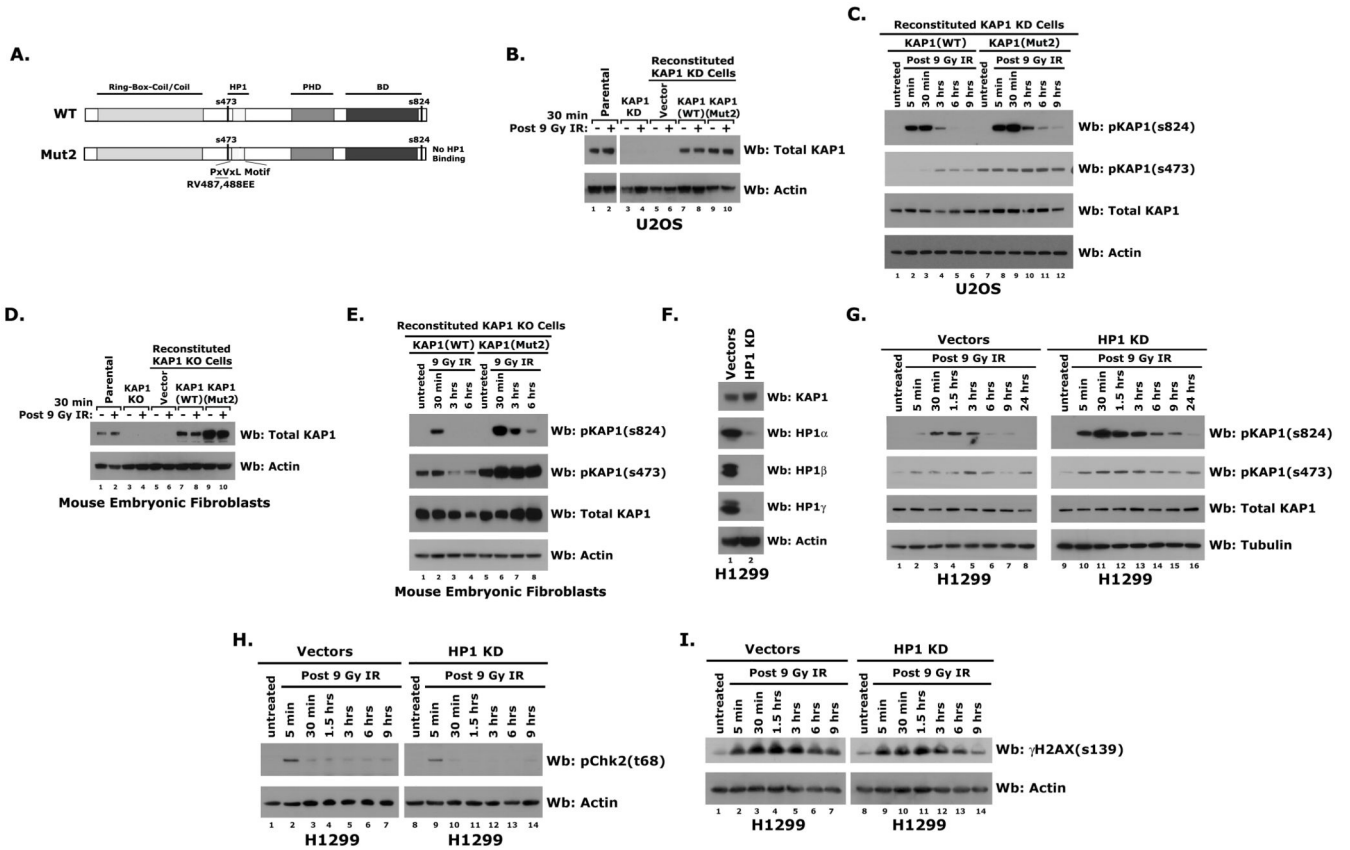 A.
Ring-Box-Coil/Coil HP1 PHD BD
s473 s824
WT
s473 s824
Mut2
No HP1
Binding
PxVxL Motif
RV487,488EE
B.
Reconstituted
KAP1 KD Cells
Parental
KAP1
KD
Vector
KAP1
(WT)
KAP1
(Mut2)
30 min
Post 9 Gy IR: - + - + - + - + - +
Wb: Total KAP1
Wb: Actin
1 2 3 4 5 6 7 8 9 10
U2OS
C.
Reconstituted KAP1 KD Cells
KAP1(WT) KAP1(Mut2)
Post 9 Gy IR Post 9 Gy IR
untreated 5 min 30 min 3 hrs 6 hrs 9 hrs untreated 5 min 30 min 3 hrs 6 hrs 9 hrs
Wb: pKAP1(s824)
Wb: pKAP1(s473)
Wb: Total KAP1
Wb: Actin
1 2 3 4 5 6 7 8 9 10 11 12
U2OS
D.
Reconstituted
KAP1 KO Cells
Parental
KAP1
KO
Vector
KAP1
(WT)
KAP1
(Mut2)
30 min
Post 9 Gy IR: - + - + - + - + - +
Wb: Total KAP1
Wb: Actin
1 2 3 4 5 6 7 8 9 10
Mouse Embryonic Fibroblasts
E.
Reconstituted KAP1 KO Cells
KAP1(WT) KAP1(Mut2)
9 Gy IR 9 Gy IR
untreted 30 min 3 hrs 6 hrs untreted 30 min 3 hrs 6 hrs
Wb: pKAP1(s824)
Wb: pKAP1(s473)
Wb: Total KAP1
Wb: Actin
1 2 3 4 5 6 7 8
Mouse Embryonic Fibroblasts
F.
Vectors HP1 KD
Wb: KAP1
Wb: HP1α
Wb: HP1β
Wb: HP1γ
Wb: Actin
1 2
H1299
G.
Vectors HP1 KD
Post 9 Gy IR Post 9 Gy IR
untreated 5 min 30 min 1.5 hrs 3 hrs 6 hrs 9 hrs 24 hrs untreated 5 min 30 min 1.5 hrs 3 hrs 6 hrs 9 hrs 24 hrs
Wb: pKAP1(s824)
Wb: pKAP1(s473)
Wb: Total KAP1
Wb: Tubulin
1 2 3 4 5 6 7 8 9 10 11 12 13 14 15 16
H1299 H1299
H.
Vectors HP1 KD
Post 9 Gy IR Post 9 Gy IR
untreated 5 min 30 min 1.5 hrs 3 hrs 6 hrs 9 hrs untreated 5 min 30 min 1.5 hrs 3 hrs 6 hrs 9 hrs
Wb: pChk2(t68)
Wb: Actin
1 2 3 4 5 6 7 8 9 10 11 12 13 14
H1299 H1299
I.
Vectors HP1 KD
Post 9 Gy IR Post 9 Gy IR
untreated 5 min 30 min 1.5 hrs 3 hrs 6 hrs 9 hrs untreated 5 min 30 min 1.5 hrs 3 hrs 6 hrs 9 hrs
Wb: γH2AX(s139)
Wb: Actin
1 2 3 4 5 6 7 8 9 10 11 12 13 14
H1299 H1299